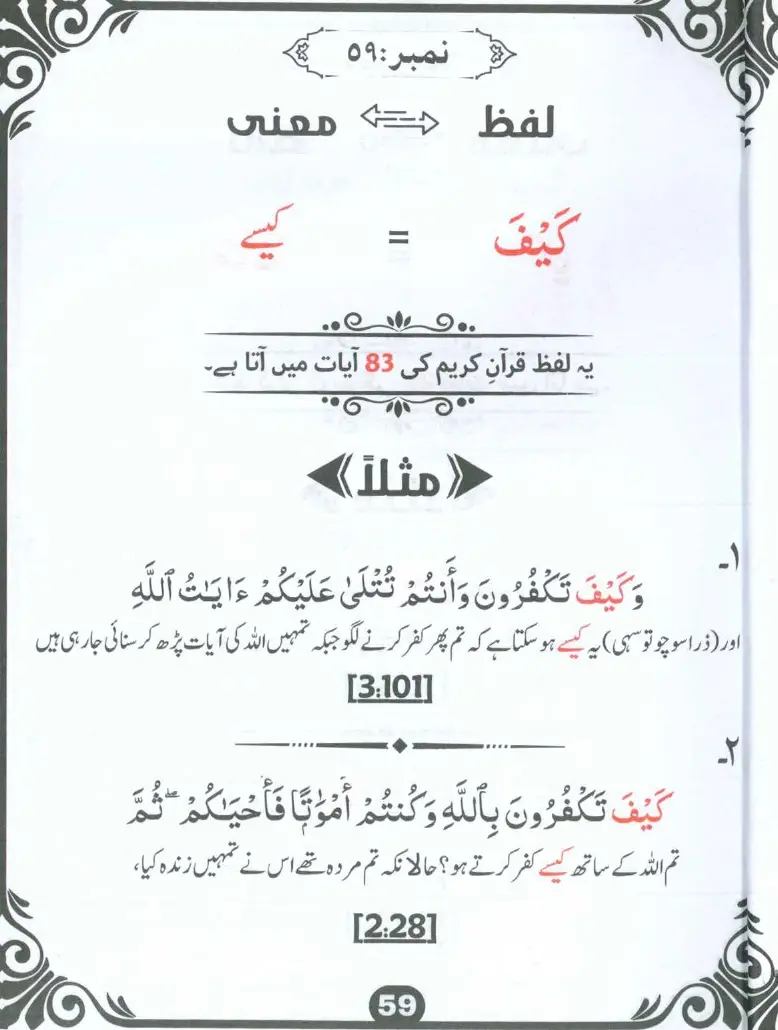 نمبر:۵۹
لفظ معنی
كَيْفَ = کیسے
یہ لفظ قرآنِ کریم کی 83 آیات میں آتا ہے۔
مثلاً
۱۔
وَكَيْفَ تَكْفُرُونَ وَأَنتُمْ تُتْلَىٰ عَلَيْكُمْ ءَايَـٰتُ ٱللَّهِ
اور (ذرا سوچو تو سہی) یہ کیسے ہو سکتا ہے کہ تم پھر کفر کرنے لگو جبکہ تمہیں اللہ کی آیات پڑھ کر سنائی جا رہی ہیں
[3:101]
۲۔
كَيْفَ تَكْفُرُونَ بِٱللَّهِ وَكُنتُمْ أَمْوَٰتًا فَأَحْيَـٰكُمْ ۖ ثُمَّ
تم اللہ کے ساتھ کیسے کفر کرتے ہو؟ حالانکہ تم مردہ تھے اس نے تمہیں زندہ کیا،
[2:28]
59